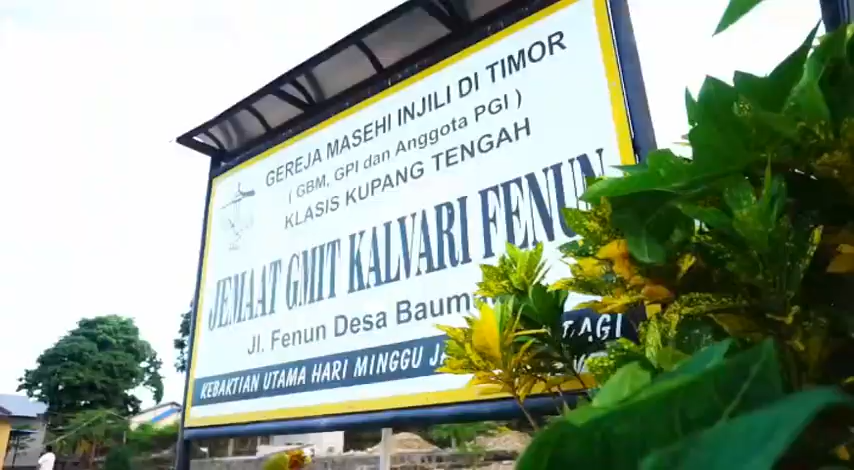 GEREJA MASEHI INJILI DI TIMOR
( GBM, GPI dan Anggota PGI )
KLASIS KUPANG TENGAH
JEMAAT GMIT KALVARI FENUN
Jl. Fenun Desa
KEBAKTIAN UTAMA HARI MINGGU PAGI